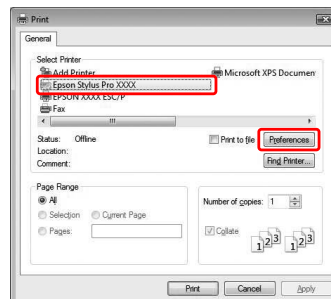 Print
General
Select Printer
Add Printer
Microsoft XPS Documen
Epson Stylus Pro XXXX
EPSON XXXX ESC/P
Fax
Status: Offline
Print to file
Preferences
Location:
Comment:
Find Printer...
Page Range
All
Number of copies: 1
Selection
Current Page
Pages:
Collate
1 2 3 1 2 3
Print
Cancel
Apply